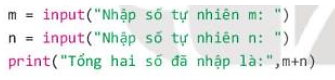 m = input("Nhập số tự nhiên m: ")
n = input("Nhập số tự nhiên n: ")
print("Tổng hai số đã nhập là:",m+n)